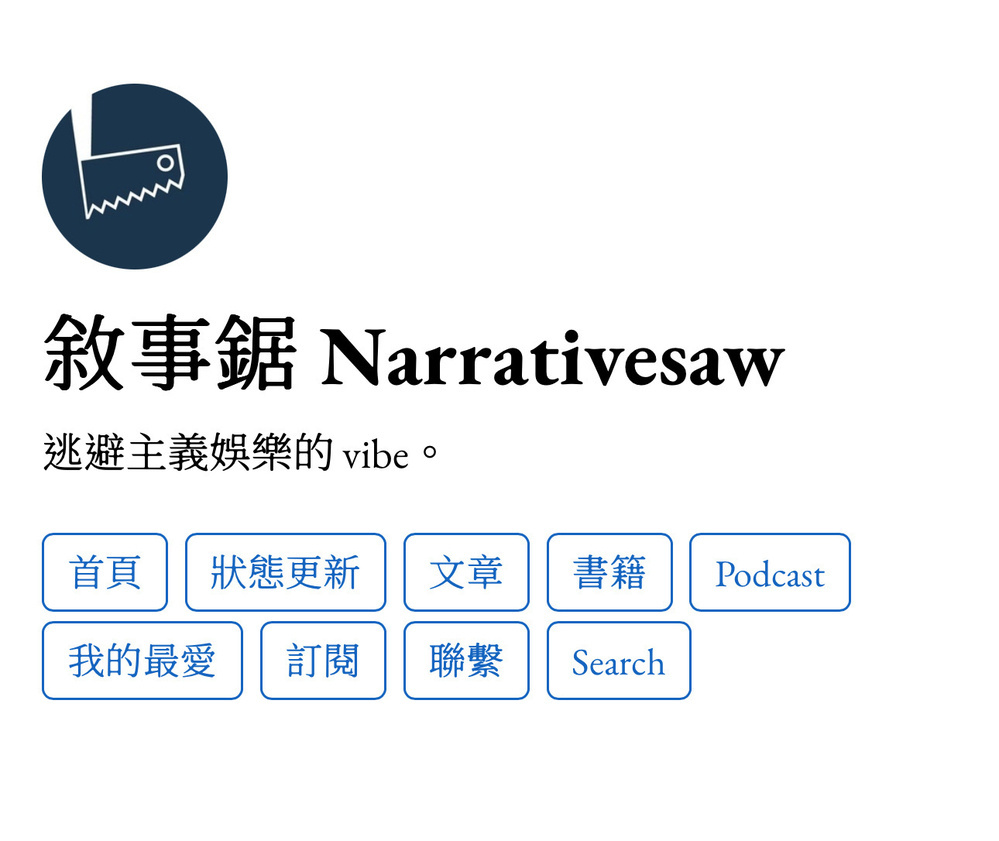 敘事鋸 Narrativesaw
逃避主義娛樂的 vibe。
首頁 狀態更新 文章 書籍 Podcast
我的最愛 訂閱 聯繫 Search